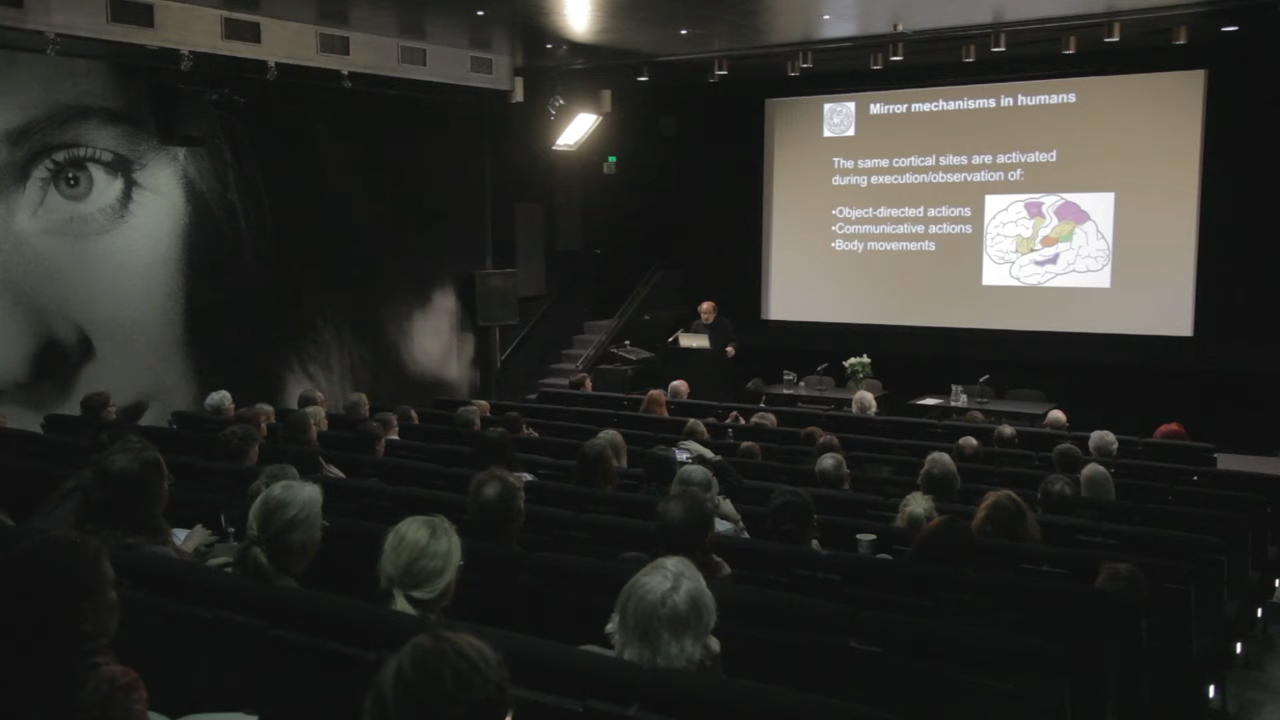 Mirror mechanisms in humans
The same cortical sites are activated
during execution/observation of:
•Object-directed actions
•Communicative actions
•Body movements